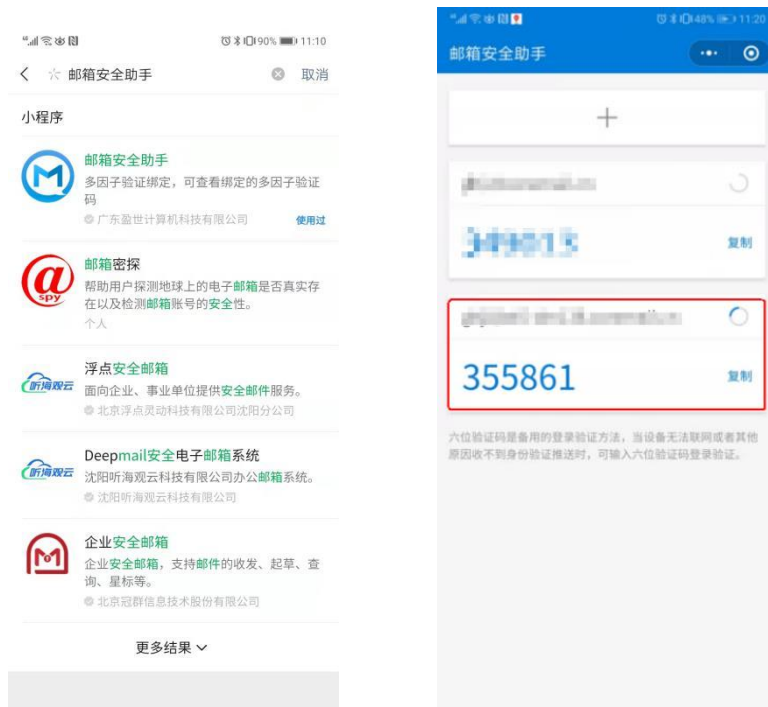 11:10
90%
邮箱安全助手
取消
小程序
邮箱安全助手
多因子验证绑定，可查看绑定的多因子验证
码
广东盈世计算机科技有限公司
使用过
@
spy
邮箱密探
帮助用户探测地球上的电子邮箱是否真实存
在以及检测邮箱账号的安全性。
个人
听海观云
浮点安全邮箱
面向企业、事业单位提供安全邮件服务。
北京浮点灵动科技有限公司沈阳分公司
听海观云
Deepmail安全电子邮箱系统
沈阳听海观云科技有限公司办公邮箱系统。
沈阳听海观云科技有限公司
企业安全邮箱
企业安全邮箱，支持邮件的收发、起草、查
询、星标等。
北京冠群信息技术股份有限公司
更多结果
48%
11:20
邮箱安全助手
复制
355861
复制
六位验证码是备用的登录验证方法，当设备无法联网或者其他
原因收不到身份验证推送时，可输入六位验证码登录验证。